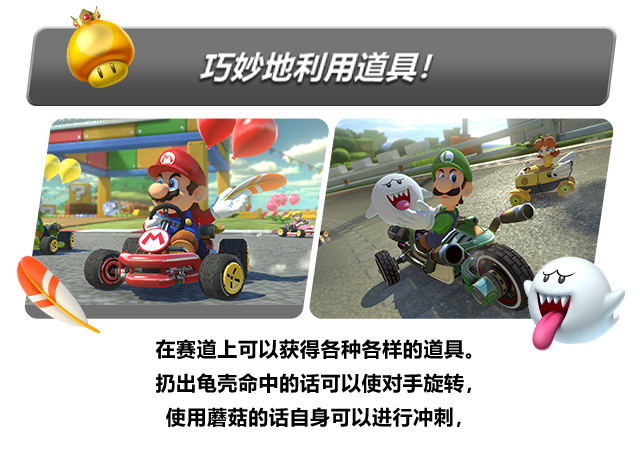 巧妙地利用道具！
在赛道上可以获得各种各样的道具。
扔出龟壳命中的话可以使对手旋转，
使用蘑菇的话自身可以进行冲刺，